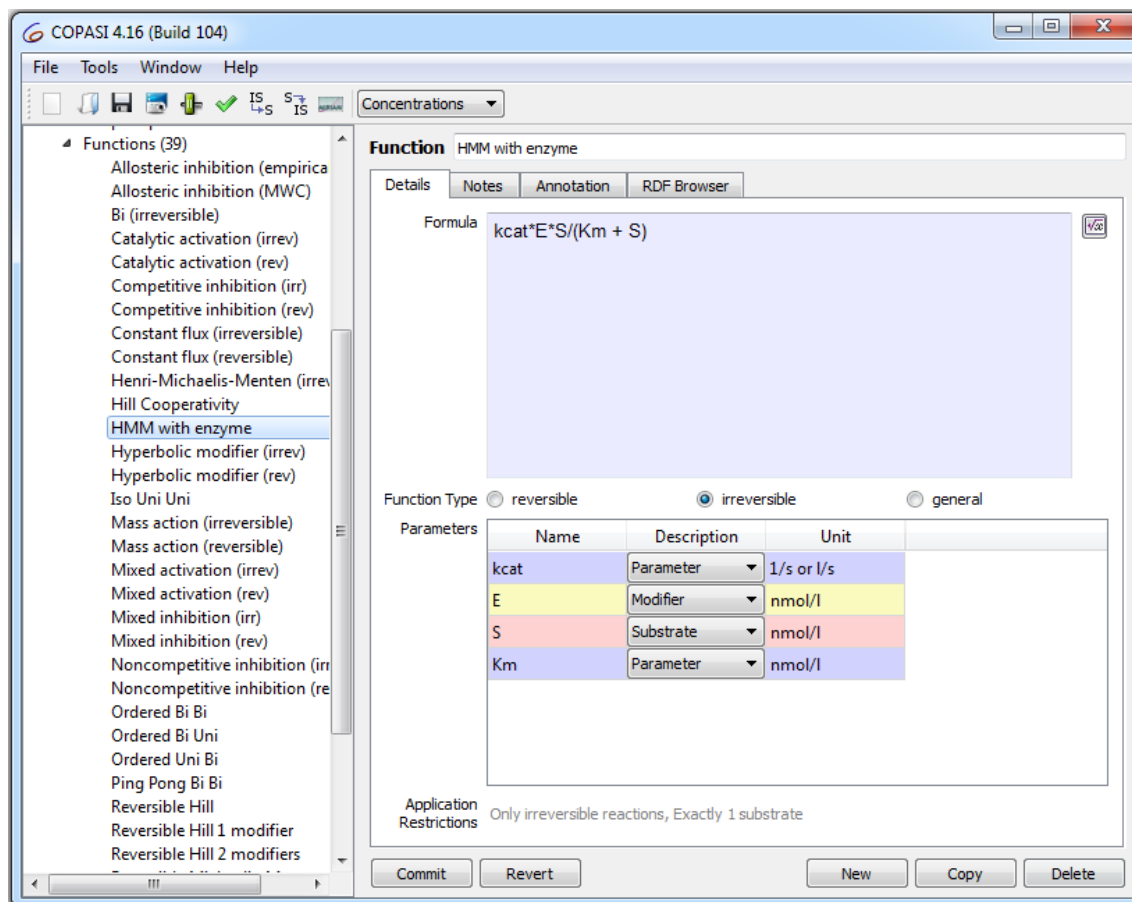 COPASI 4.16 (Build 104)
File Tools Window Help
IS S S IS Concentrations
Functions (39)
Allosteric inhibition (empirica
Allosteric inhibition (MWC)
Bi (irreversible)
Catalytic activation (irrev)
Catalytic activation (rev)
Competitive inhibition (irr)
Competitive inhibition (rev)
Constant flux (irreversible)
Constant flux (reversible)
Henri-Michaelis-Menten (irrev
Hill Cooperativity
HMM with enzyme
Hyperbolic modifier (irrev)
Hyperbolic modifier (rev)
Iso Uni Uni
Mass action (irreversible)
Mass action (reversible)
Mixed activation (irrev)
Mixed activation (rev)
Mixed inhibition (irr)
Mixed inhibition (rev)
Noncompetitive inhibition (irr
Noncompetitive inhibition (re
Ordered Bi Bi
Ordered Bi Uni
Ordered Uni Bi
Ping Pong Bi Bi
Reversible Hill
Reversible Hill 1 modifier
Reversible Hill 2 modifiers
Function HMM with enzyme
Details Notes Annotation RDF Browser
Formula kcat*E*S/(Km + S)
Function Type reversible irreversible general
Parameters Name Description Unit
kcat Parameter 1/s or l/s
E Modifier nmol/l
S Substrate nmol/l
Km Parameter nmol/l
Application
Restrictions Only irreversible reactions, Exactly 1 substrate
Commit Revert New Copy Delete